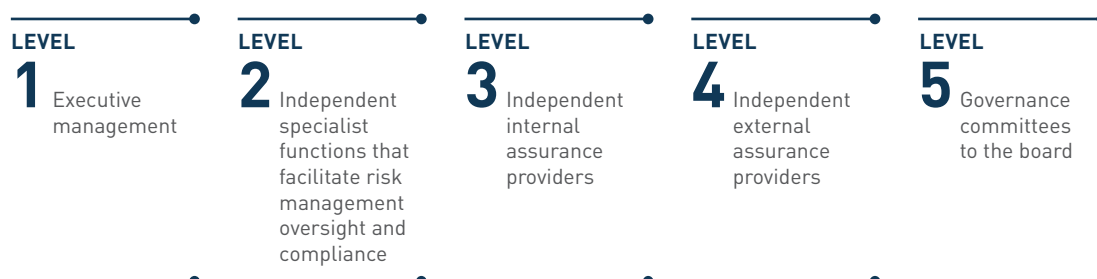 LEVEL
1 Executive
management
LEVEL
2 Independent
specialist
functions that
facilitate risk
management
oversight and
compliance
LEVEL
3 Independent
internal
assurance
providers
LEVEL
4 Independent
external
assurance
providers
LEVEL
5 Governance
committees
to the board